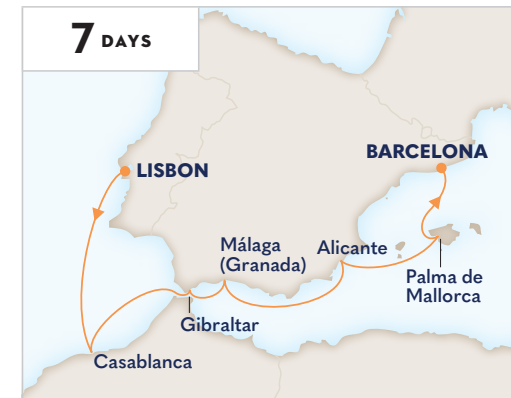 7 DAYS
LISBON
BARCELONA
Málaga
(Granada)
Alicante
Palma de
Mallorca
Gibraltar
Casablanca